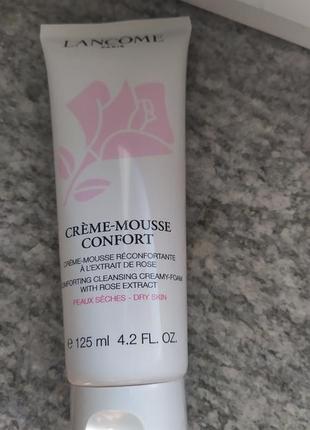 LANCÔME
PARIS
CRÈME-MOUSSE
CONFORT
CRÈME-MOUSSE RÉCONFORTANTE
À L'EXTRAIT DE ROSE
COMFORTING CLEANSING CREAMY-FOAM
WITH ROSE EXTRACT
PEAUX SÈCHES - DRY SKIN
e 125 ml 4.2 FL. OZ.